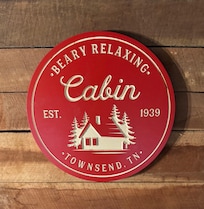 ·BEARY RELAXING·
Cabin
EST. 1939
·TOWNSEND, TN·